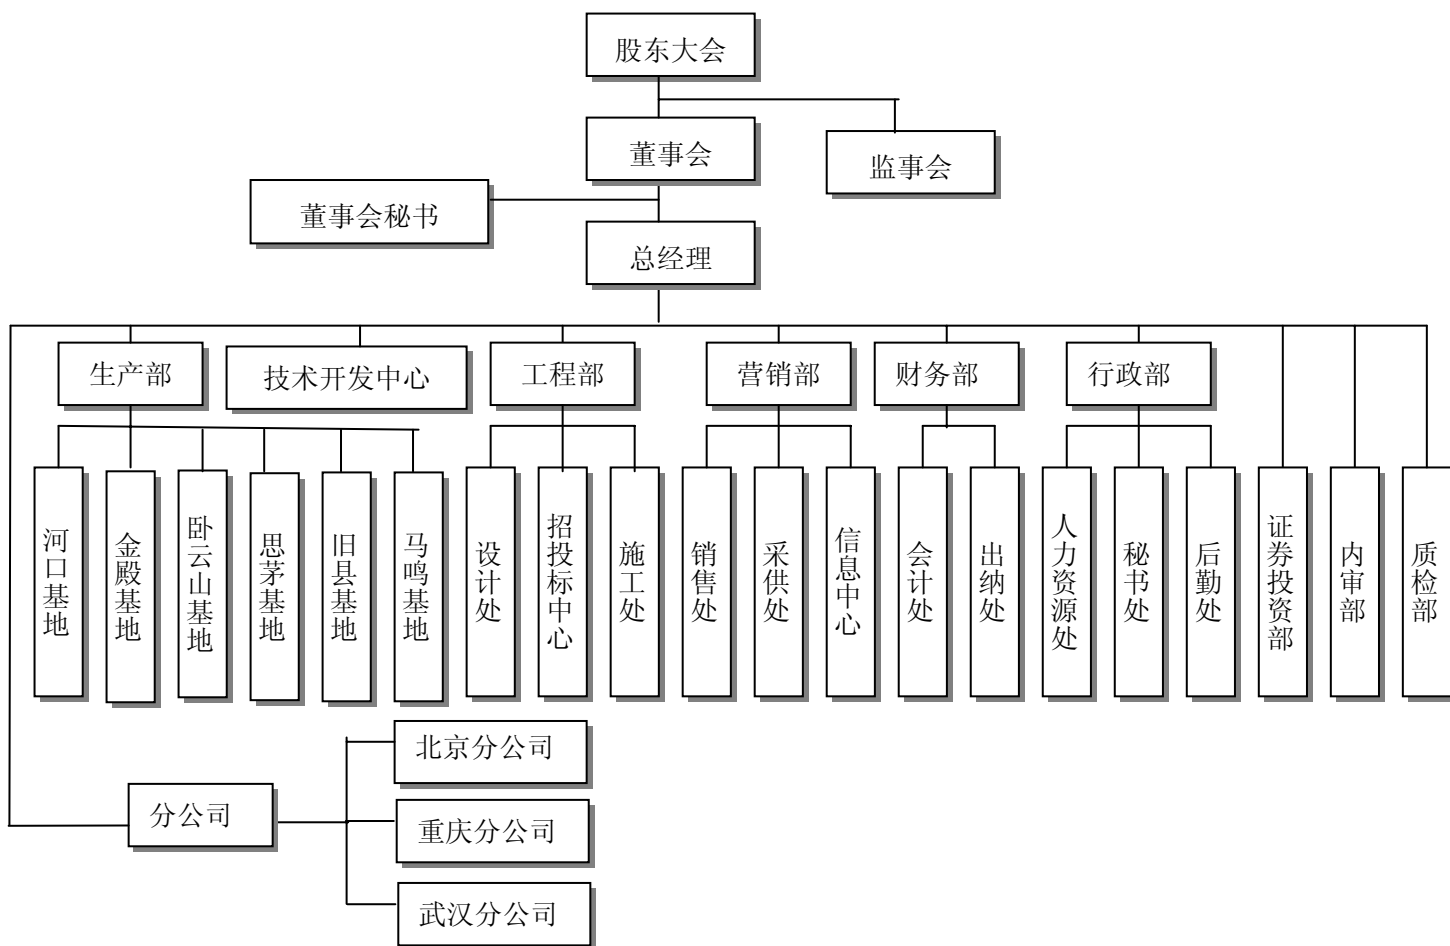 股东大会
董事会
监事会
董事会秘书
总经理
生产部
技术开发中心
工程部
营销部
财务部
行政部
河口基地
金殿基地
卧云山基地
思茅基地
旧县基地
马鸣基地
设计处
招投标中心
施工处
销售处
采供处
信息中心
会计处
出纳处
人力资源处
秘书处
后勤处
证券投资部
内审部
质检部
北京分公司
分公司
重庆分公司
武汉分公司